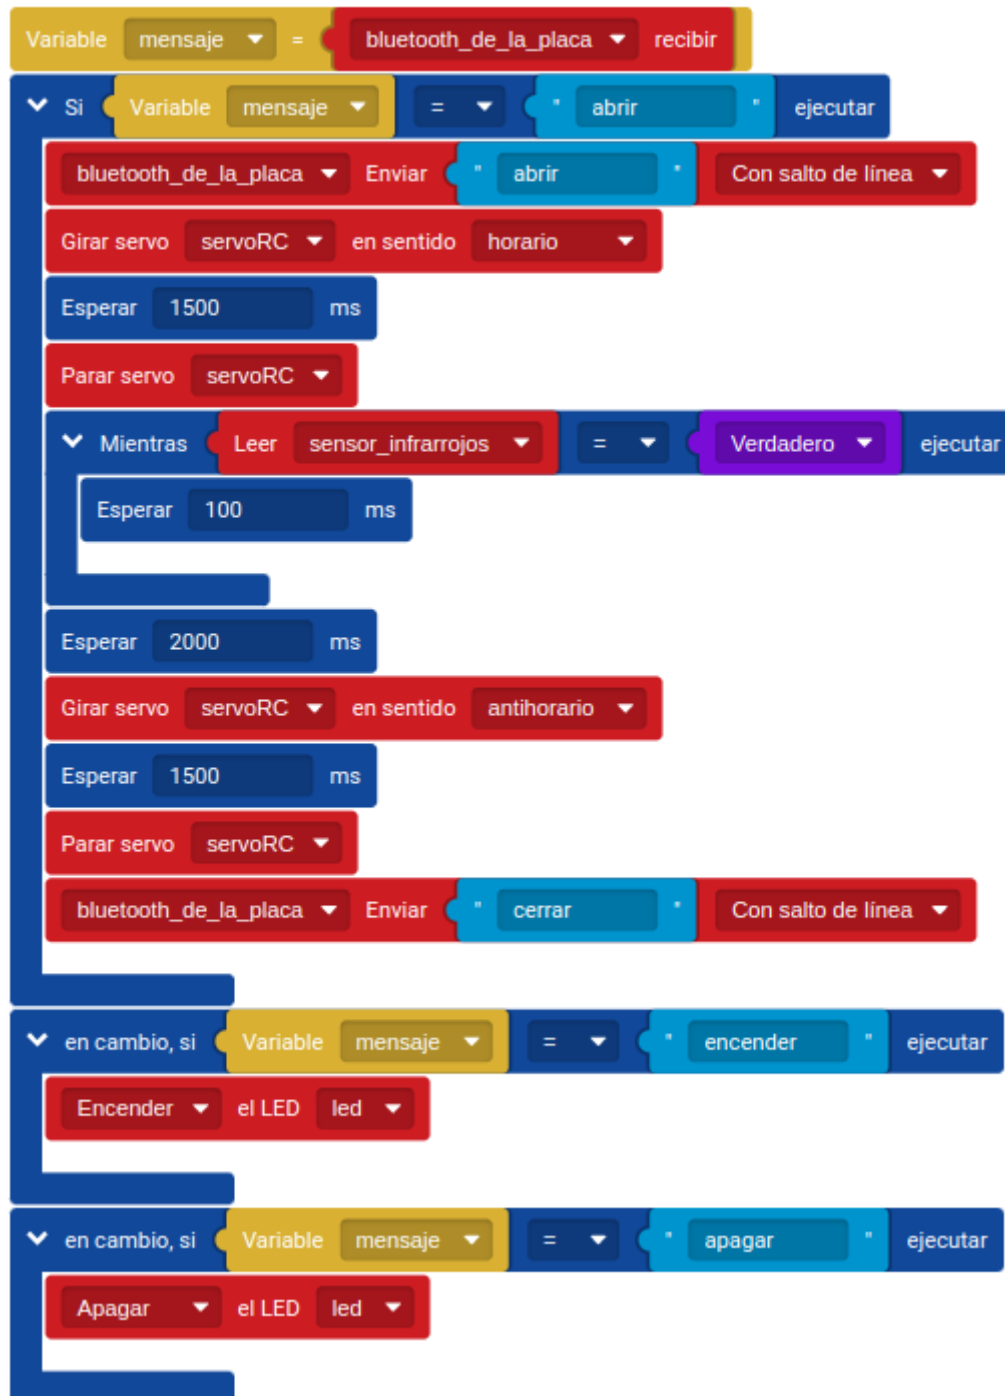 Variable mensaje = bluetooth_de_la_placa recibir
Si Variable mensaje = " abrir " ejecutar
bluetooth_de_la_placa Enviar " abrir " Con salto de línea
Girar servo servoRC en sentido horario
Esperar 1500 ms
Parar servo servoRC
Mientras Leer sensor_infrarrojos = Verdadero ejecutar
Esperar 100 ms
Esperar 2000 ms
Girar servo servoRC en sentido antihorario
Esperar 1500 ms
Parar servo servoRC
bluetooth_de_la_placa Enviar " cerrar " Con salto de línea
en cambio, si Variable mensaje = " encender " ejecutar
Encender el LED led
en cambio, si Variable mensaje = " apagar " ejecutar
Apagar el LED led